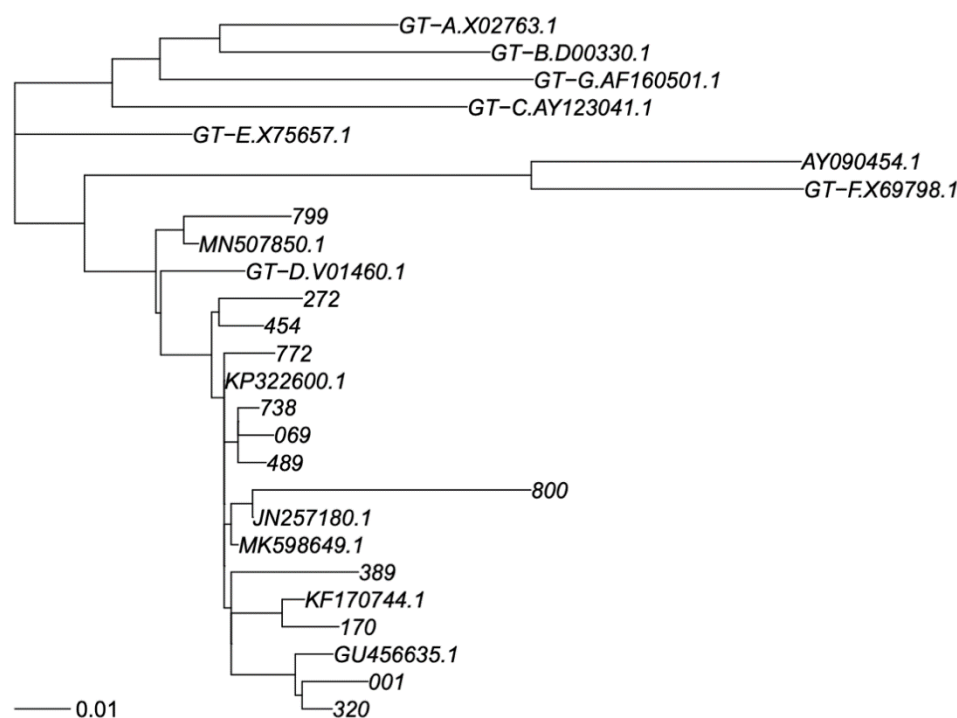 GT−A.X02763.1
GT−B.D00330.1
GT−G.AF160501.1
GT−C.AY123041.1
GT−E.X75657.1
AY090454.1
GT−F.X69798.1
799
MN507850.1
GT−D.V01460.1
272
454
772
KP322600.1
738
069
489
800
JN257180.1
MK598649.1
389
KF170744.1
170
GU456635.1
001
320
0.01